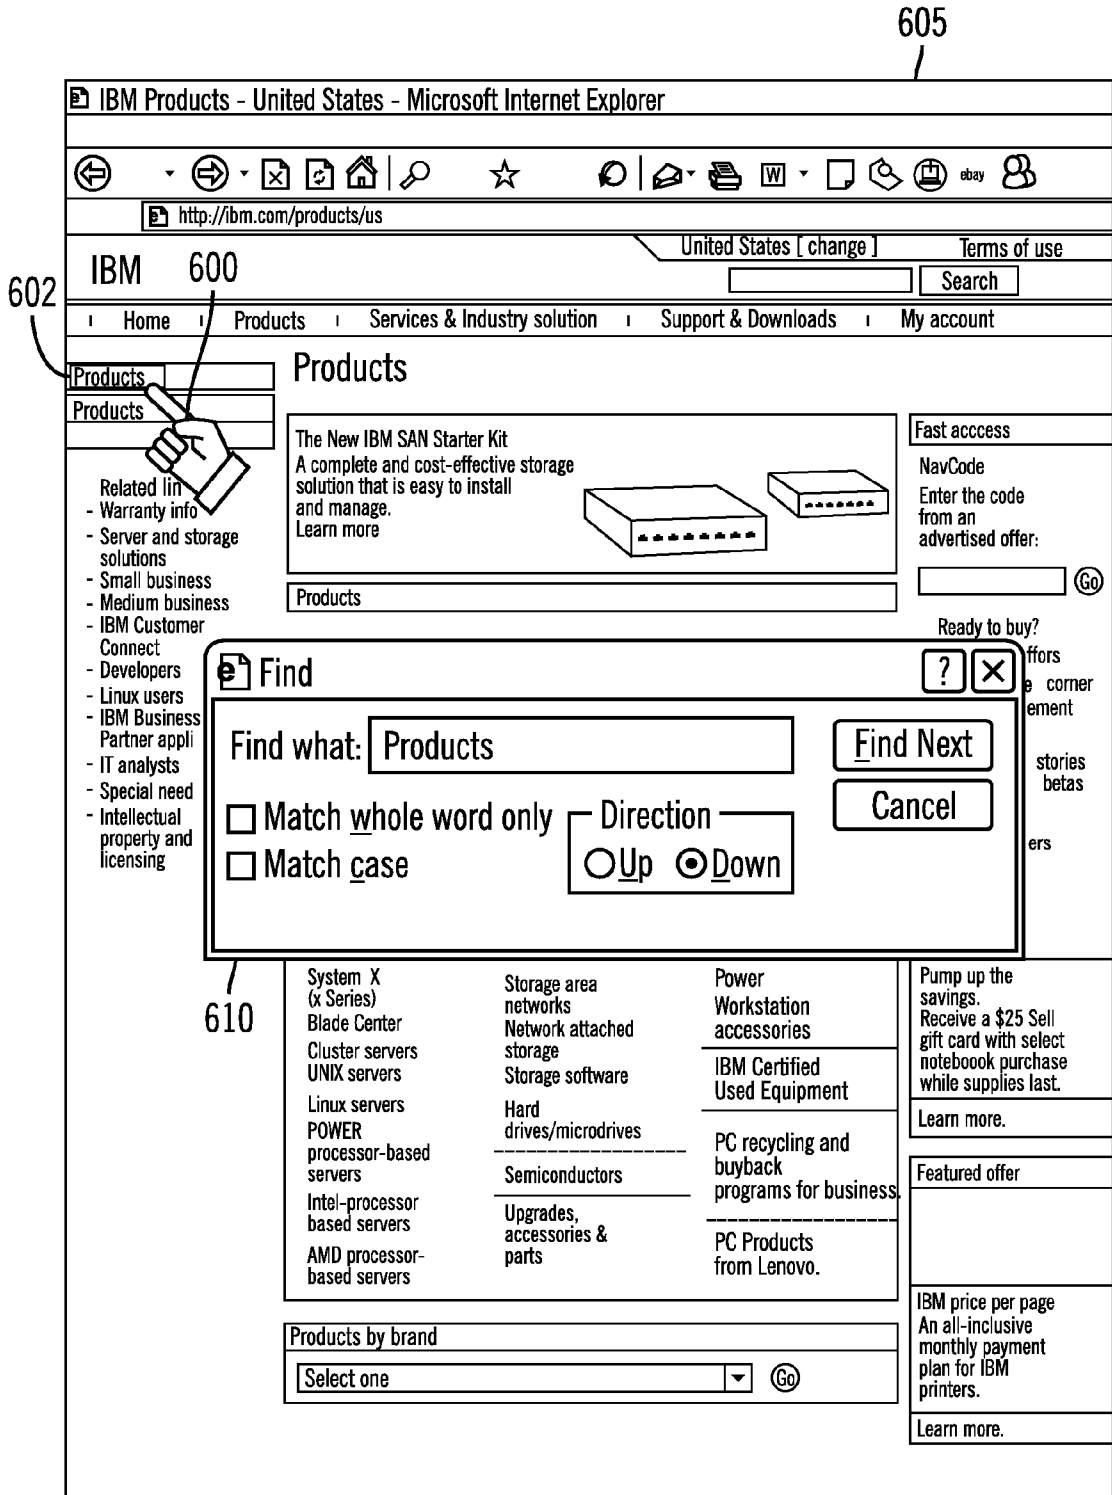 605
IBM Products - United States - Microsoft Internet Explorer
W
ebay
http://ibm.com/products/us
United States [ change ]
Terms of use
IBM
600
602
Search
Home
Products
Services & Industry solution
Support & Downloads
My account
Products
Products
Products
The New IBM SAN Starter Kit
A complete and cost-effective storage
solution that is easy to install
and manage.
Learn more
Fast acccess
NavCode
Enter the code
from an
advertised offer:
Go
Related lin
- Warranty info
- Server and storage
solutions
- Small business
- Medium business
- IBM Customer
Connect
- Developers
- Linux users
- IBM Business
Partner appli
- IT analysts
- Special need
- Intellectual
property and
licensing
Products
Ready to buy?
ffors
e corner
ement
stories
betas
ers
Find
?
Find what:
Products
Find Next
Cancel
Match whole word only
Match case
Direction
Up
Down
610
System X
(x Series)
Blade Center
Cluster servers
UNIX servers
Linux servers
POWER
processor-based
servers
Intel-processor
based servers
AMD processor-
based servers
Storage area
networks
Network attached
storage
Storage software
Hard
drives/microdrives
Semiconductors
Upgrades,
accessories &
parts
Power
Workstation
accessories
IBM Certified
Used Equipment
PC recycling and
buyback
programs for business.
PC Products
from Lenovo.
Pump up the
savings.
Receive a $25 Sell
gift card with select
noteboook purchase
while supplies last.
Learn more.
Featured offer
IBM price per page
An all-inclusive
monthly payment
plan for IBM
printers.
Learn more.
Products by brand
Select one
Go